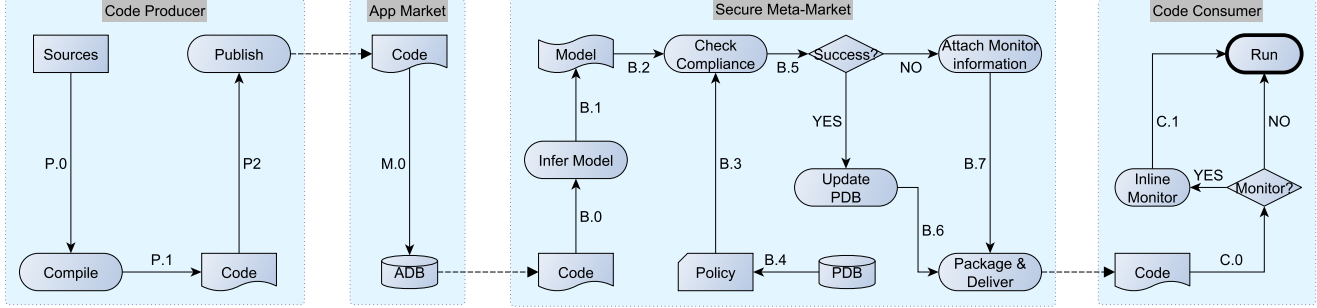 Code Producer
Sources
Publish
P.0
P2
Compile
P.1
Code
App Market
Code
M.0
ADB
Secure Meta-Market
Model
B.2
Check
Compliance
B.5
Success?
NO
Attach Monitor
information
B.1
Infer Model
B.0
Code
B.3
Policy
B.4
PDB
YES
Update
PDB
B.6
B.7
Package &
Deliver
Code Consumer
Run
C.1
NO
Inline
Monitor
YES
Monitor?
Code
C.0